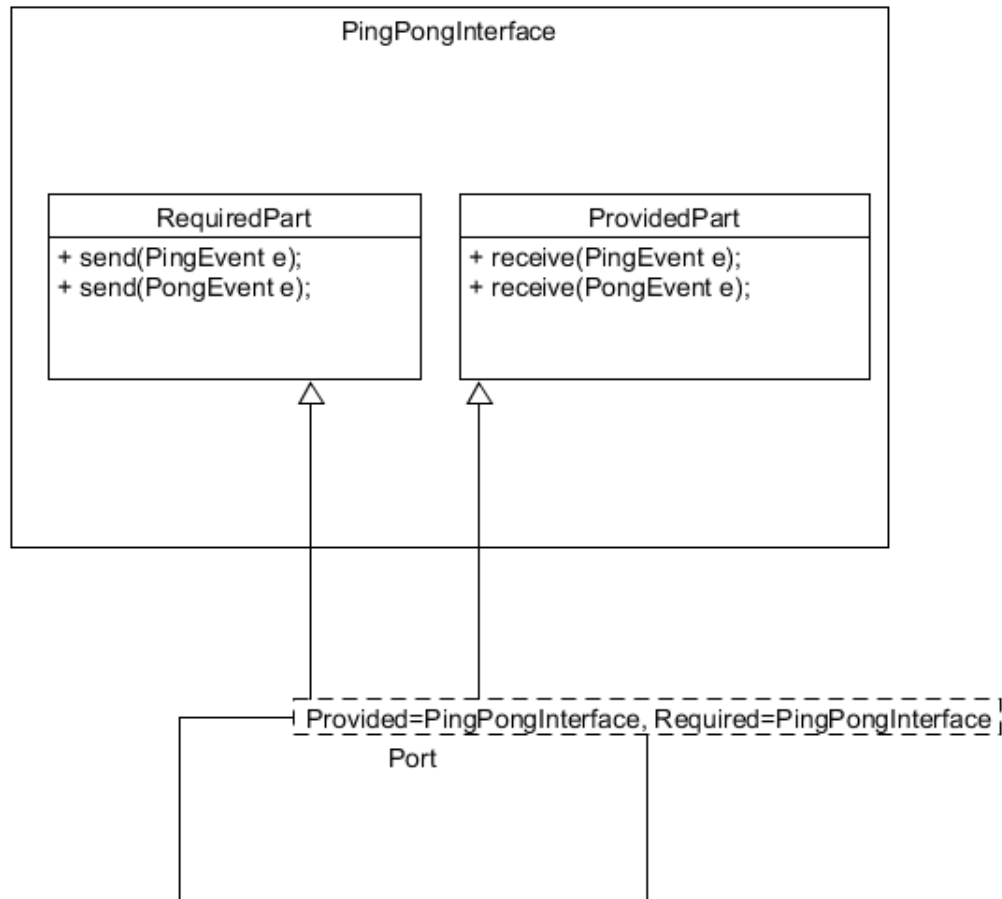 PingPongInterface
RequiredPart
+ send(PingEvent e);
+ send(PongEvent e);
ProvidedPart
+ receive(PingEvent e);
+ receive(PongEvent e);
Provided=PingPongInterface, Required=PingPongInterface
Port